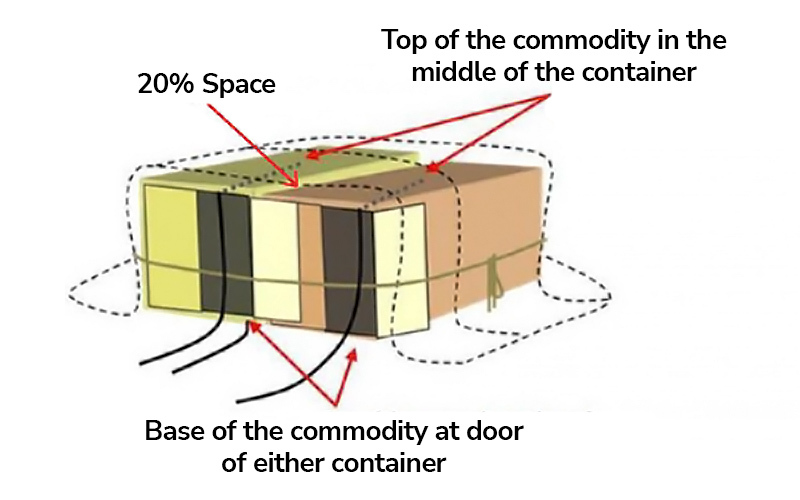 Top of the commodity in the
middle of the container
20% Space
Base of the commodity at door
of either container